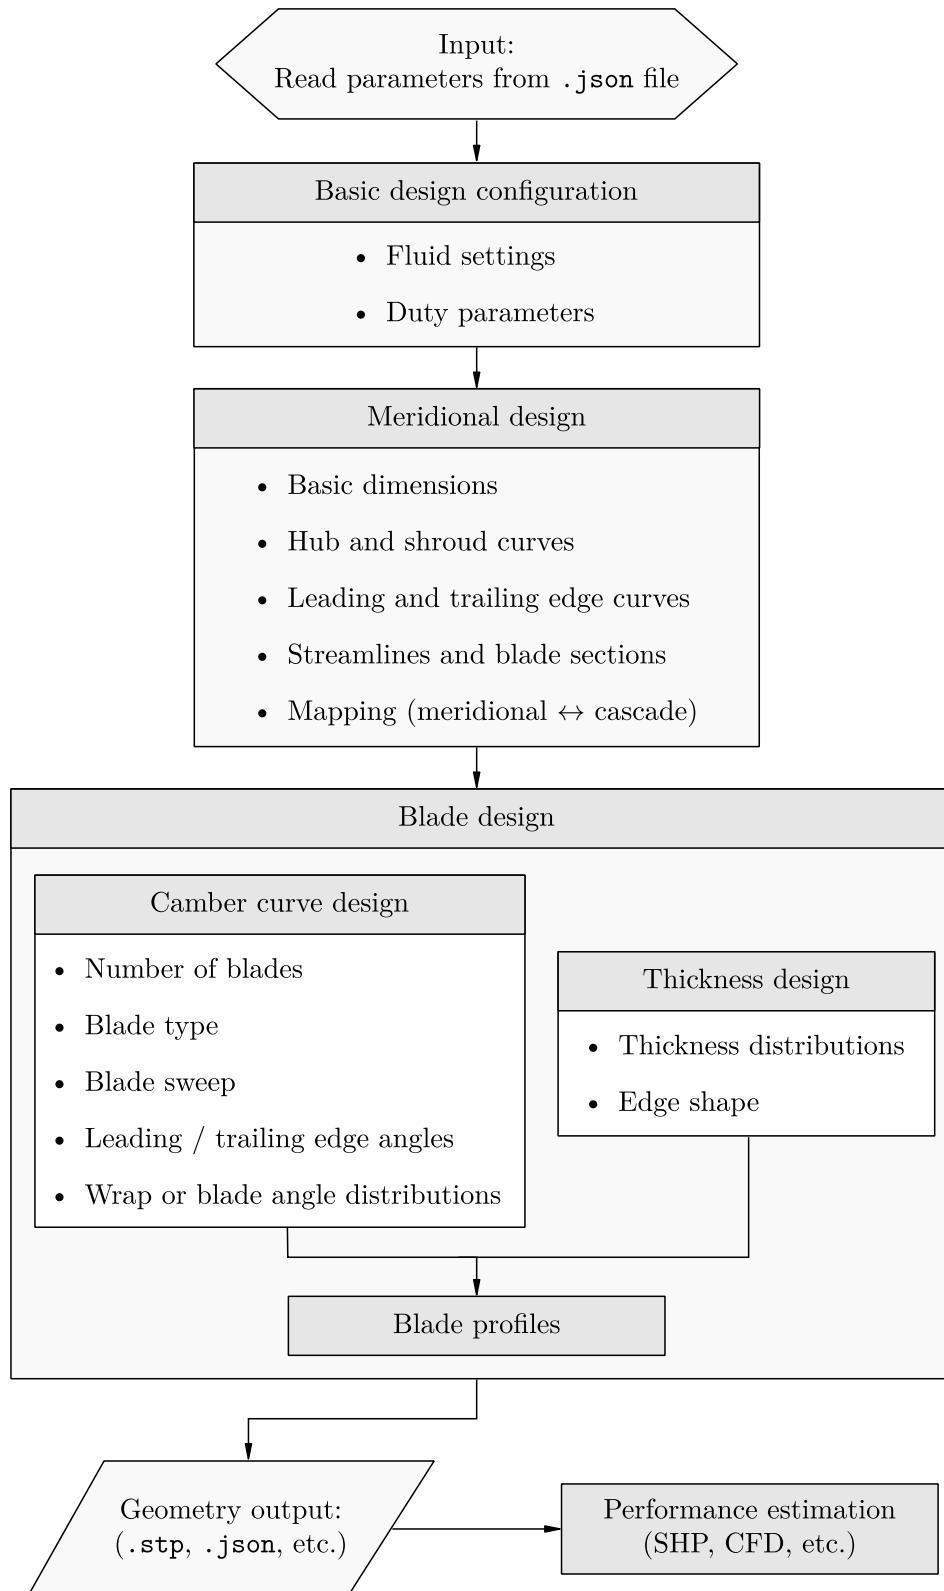 Input:
Read parameters from .json file
Basic design configuration
• Fluid settings
• Duty parameters
Meridional design
• Basic dimensions
• Hub and shroud curves
• Leading and trailing edge curves
• Streamlines and blade sections
• Mapping (meridional ↔ cascade)
Blade design
Camber curve design
• Number of blades
• Blade type
• Blade sweep
• Leading / trailing edge angles
• Wrap or blade angle distributions
Thickness design
• Thickness distributions
• Edge shape
Blade profiles
Geometry output:
(.stp, .json, etc.)
Performance estimation
(SHP, CFD, etc.)